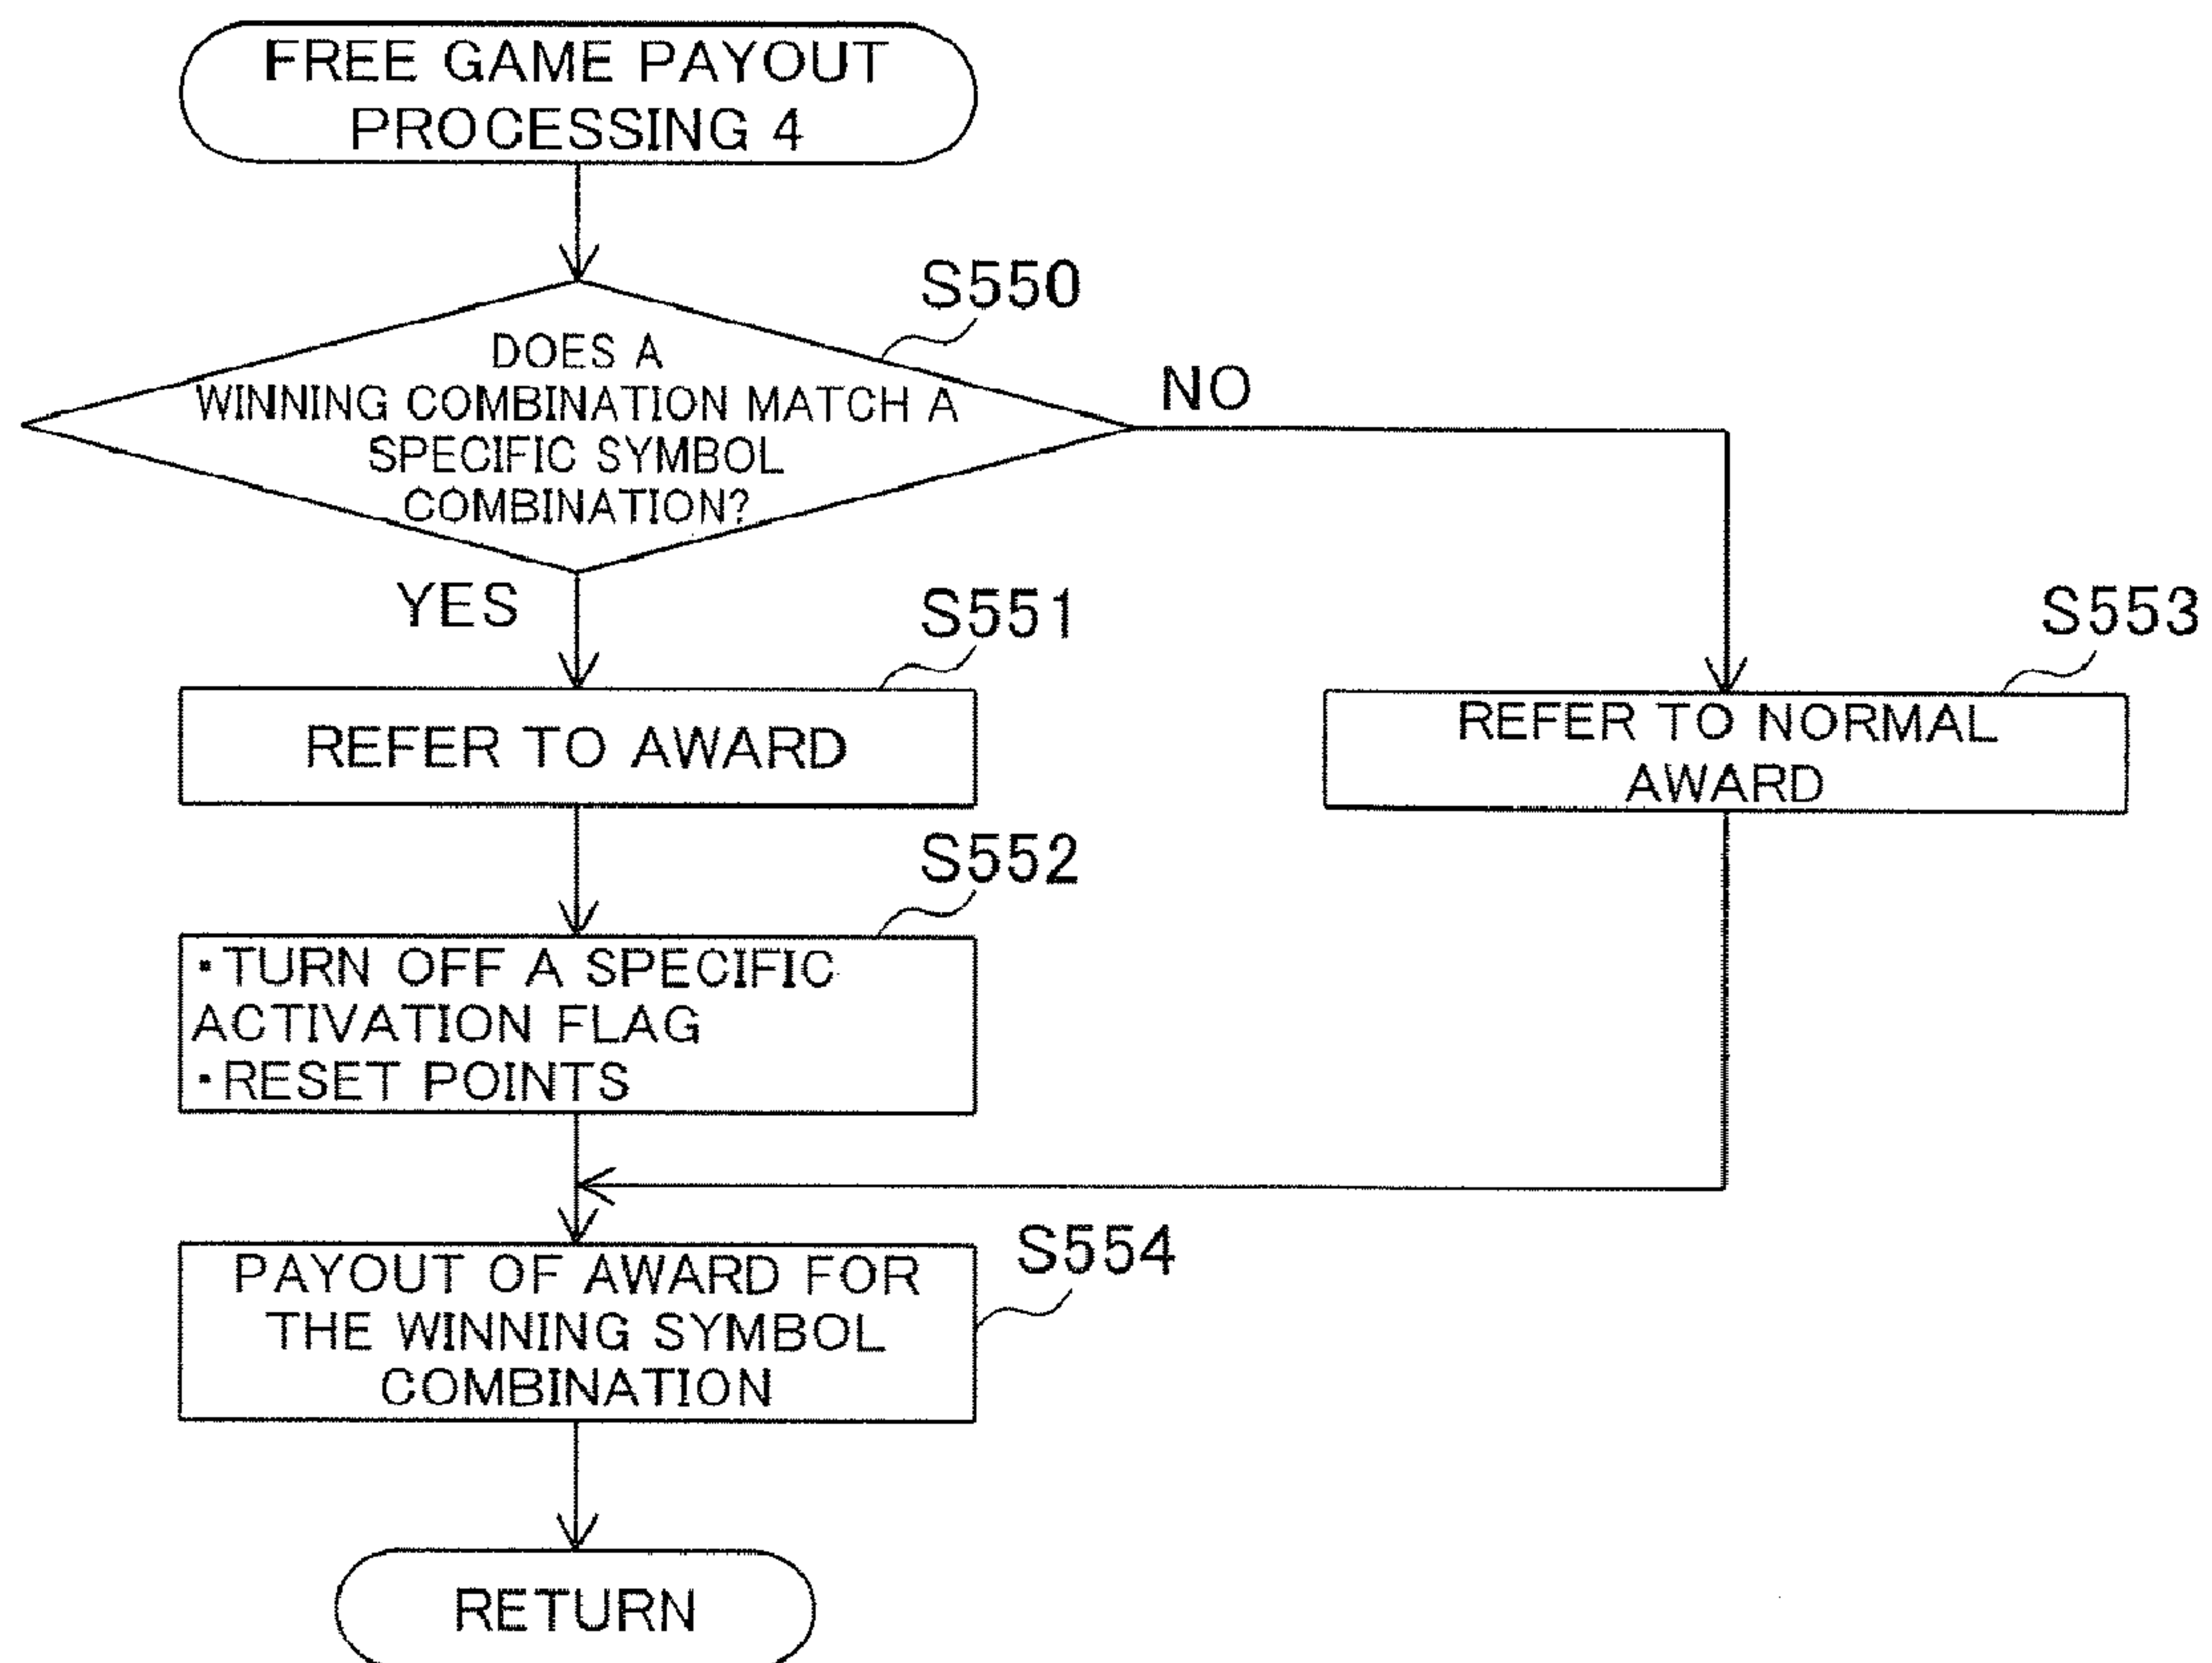 FREE GAME PAYOUT
PROCESSING 4
S550
DOES A
WINNING COMBINATION MATCH A
SPECIFIC SYMBOL
COMBINATION?
NO
YES
S551
REFER TO AWARD
S553
REFER TO NORMAL
AWARD
S552
・TURN OFF A SPECIFIC
ACTIVATION FLAG
・RESET POINTS
S554
PAYOUT OF AWARD FOR
THE WINNING SYMBOL
COMBINATION
RETURN